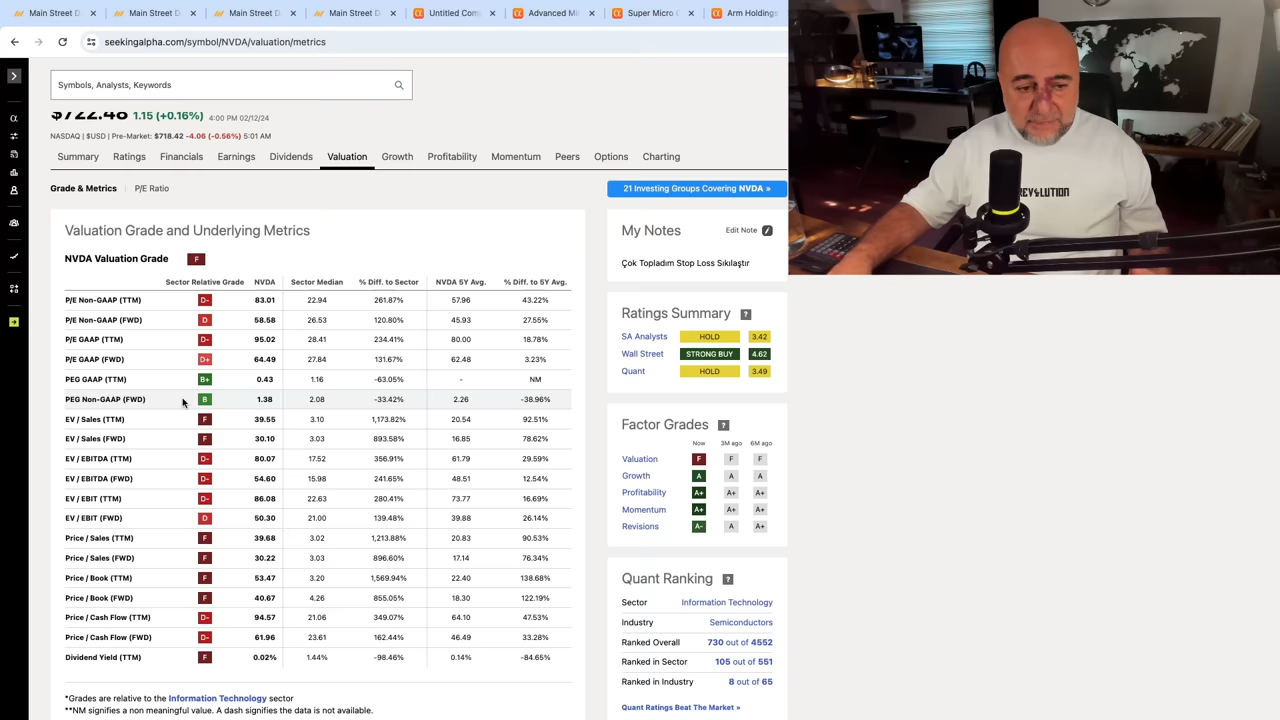 Main Street D
Main Street D
Main Street D
Main Street D
Untitled Com
Advanced Mi
Super Micro C
Arm Holdings
seekingalpha.com/symbol/NVDA/valuation/metrics
Symbols, Analysts, Keywords
$722.48 1.15 (+0.16%) 4:00 PM 02/12/24
NASDAQ | $USD | Pre-Market: $718.42 -4.06 (-0.56%) 5:01 AM
Summary Ratings Financials Earnings Dividends Valuation Growth Profitability Momentum Peers Options Charting
Grade & Metrics P/E Ratio
21 Investing Groups Covering NVDA »
Valuation Grade and Underlying Metrics
NVDA Valuation Grade F
Sector Relative Grade NVDA Sector Median % Diff. to Sector NVDA 5Y Avg. % Diff. to 5Y Avg.
P/E Non-GAAP (TTM) D- 83.01 22.94 261.87% 57.96 43.22%
P/E Non-GAAP (FWD) D 58.58 26.53 120.80% 45.93 27.55%
P/E GAAP (TTM) D- 95.02 28.41 234.41% 80.00 18.78%
P/E GAAP (FWD) D+ 64.49 27.84 131.67% 62.48 3.23%
PEG GAAP (TTM) B+ 0.43 1.16 -63.05% - NM
PEG Non-GAAP (FWD) B 1.38 2.08 -33.42% 2.26 -38.96%
EV / Sales (TTM) F 39.55 3.10 1,173.82% 20.54 92.51%
EV / Sales (FWD) F 30.10 3.03 893.58% 16.85 78.62%
EV / EBITDA (TTM) D- 80.07 17.52 356.91% 61.79 29.59%
EV / EBITDA (FWD) D- 54.60 15.98 241.65% 48.51 12.54%
EV / EBIT (TTM) D- 86.08 22.63 280.41% 73.77 16.69%
EV / EBIT (FWD) D 50.30 21.00 139.48% 39.88 26.14%
Price / Sales (TTM) F 39.68 3.02 1,213.88% 20.83 90.53%
Price / Sales (FWD) F 30.22 3.03 896.60% 17.14 76.34%
Price / Book (TTM) F 53.47 3.20 1,569.94% 22.40 138.68%
Price / Book (FWD) F 40.67 4.26 855.05% 18.30 122.19%
Price / Cash Flow (TTM) D- 94.57 21.06 349.07% 64.10 47.53%
Price / Cash Flow (FWD) D- 61.96 23.61 162.44% 46.49 33.28%
Dividend Yield (TTM) F 0.02% 1.44% -98.46% 0.14% -84.65%
*Grades are relative to the Information Technology sector
**NM signifies a non meaningful value. A dash signifies the data is not available.
My Notes Edit Note
Çok Topladım Stop Loss Sıkılaştır
Ratings Summary ?
SA Analysts HOLD 3.42
Wall Street STRONG BUY 4.62
Quant HOLD 3.49
Factor Grades ?
Now 3M ago 6M ago
Valuation F F F
Growth A A A
Profitability A+ A+ A+
Momentum A+ A+ A+
Revisions A- A A+
Quant Ranking ?
Sector Information Technology
Industry Semiconductors
Ranked Overall 730 out of 4552
Ranked in Sector 105 out of 551
Ranked in Industry 8 out of 65
Quant Ratings Beat The Market »